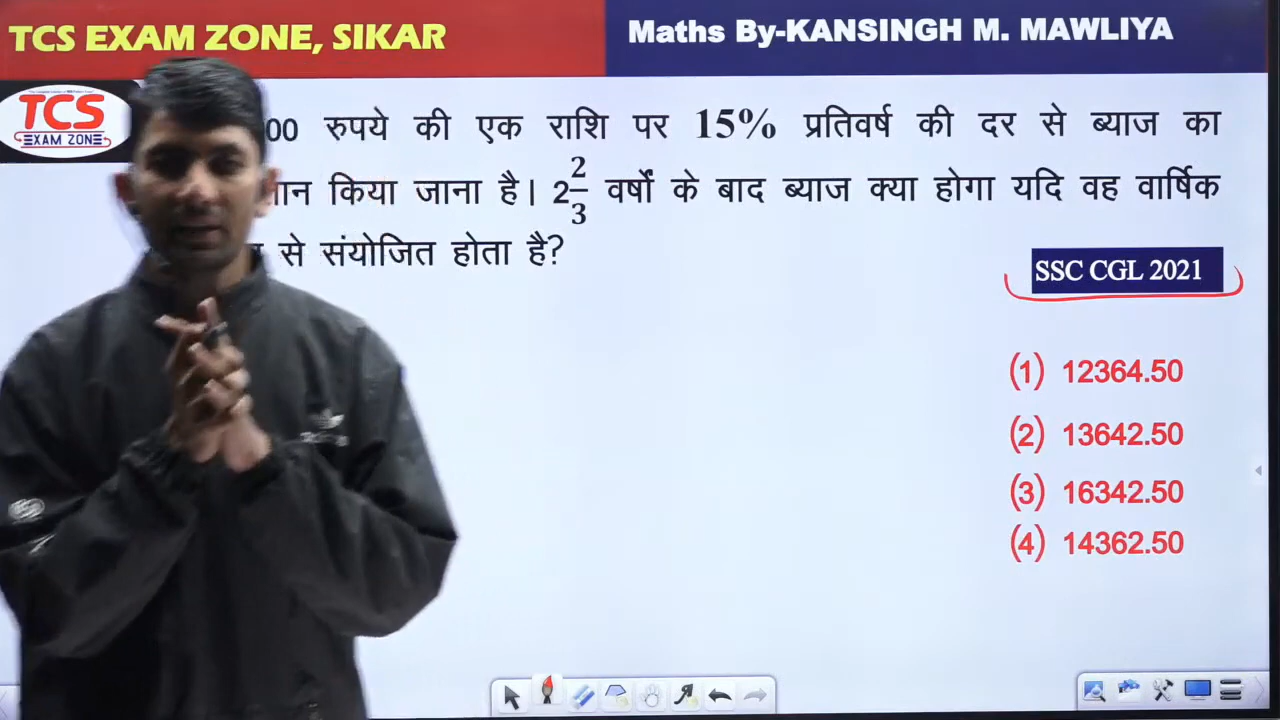 TCS EXAM ZONE, SIKAR
Maths By-KANSINGH M. MAWLIYA
TCS
EXAM ZONE
00 रुपये की एक राशि पर 15% प्रतिवर्ष की दर से ब्याज का
किया जाना है। 2 2/3 वर्षों के बाद ब्याज क्या होगा यदि वह वार्षिक
से संयोजित होता है?
SSC CGL 2021
(1) 12364.50
(2) 13642.50
(3) 16342.50
(4) 14362.50